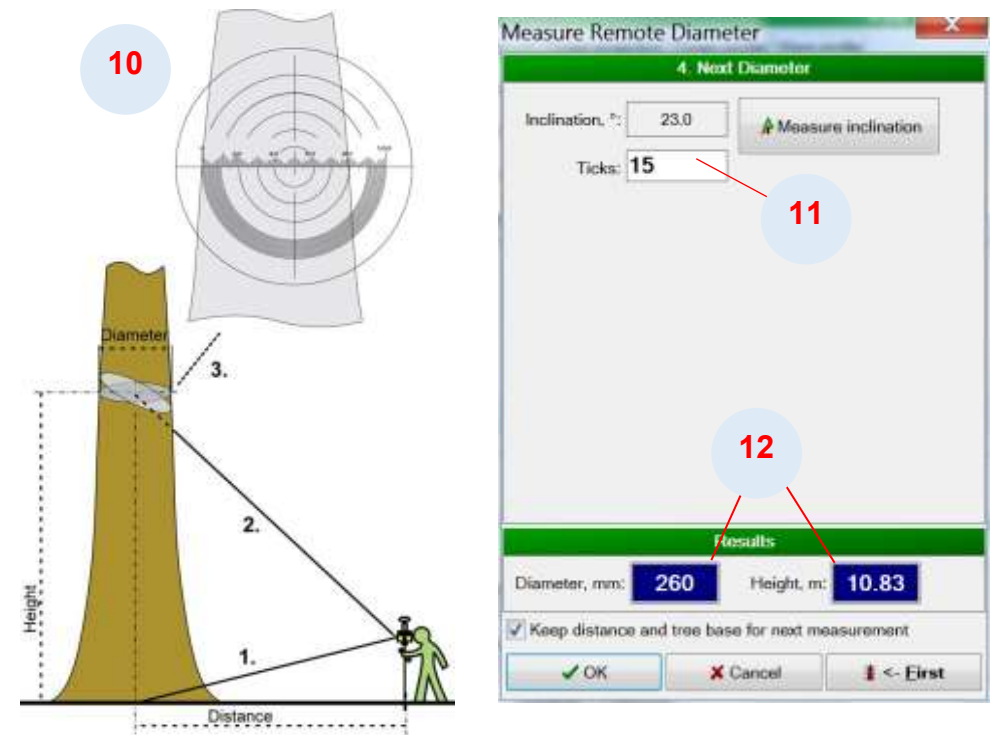 10
Diameter
3.
2.
Height
1.
Distance
Measure Remote Diameter
4. Next Diameter
Inclination, °: 23.0 Measure inclination
Ticks: 15
11
12
Results
Diameter, mm: 260 Height, m: 10.83
Keep distance and tree base for next measurement
OK Cancel <- First